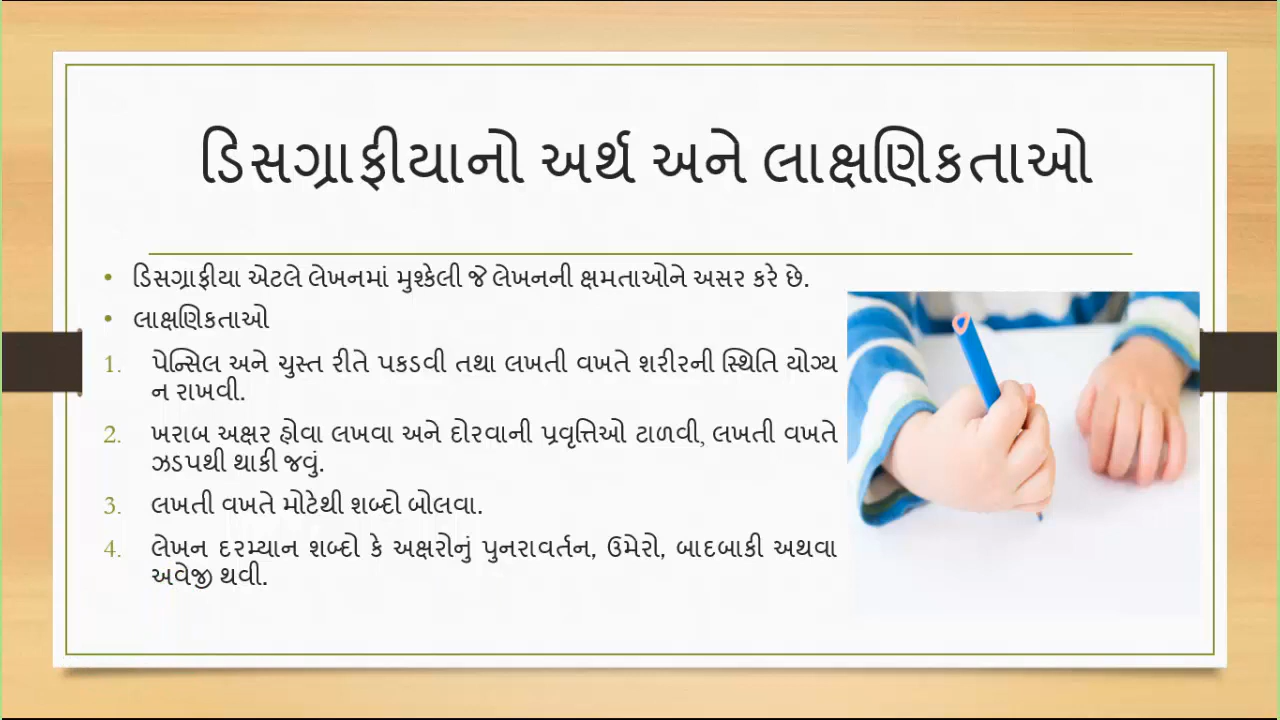 ડિસગ્રાફીયાનો અર્થ અને લાક્ષણિકતાઓ
• ડિસગ્રાફીયા એટલે લેખનમાં મુશ્કેલી જે લેખનની ક્ષમતાઓને અસર કરે છે.
• લાક્ષણિકતાઓ
1. પેન્સિલ અને ચુસ્ત રીતે પકડવી તથા લખતી વખતે શરીરની સ્થિતિ યોગ્ય
ન રાખવી.
2. ખરાબ અક્ષર હોવા લખવા અને દોરવાની પ્રવૃત્તિઓ ટાળવી, લખતી વખતે
ઝડપથી થાકી જવું.
3. લખતી વખતે મોટેથી શબ્દો બોલવા.
4. લેખન દરમ્યાન શબ્દો કે અક્ષરોનું પુનરાવર્તન, ઉમેરો, બાદબાકી અથવા
અવેજી થવી.